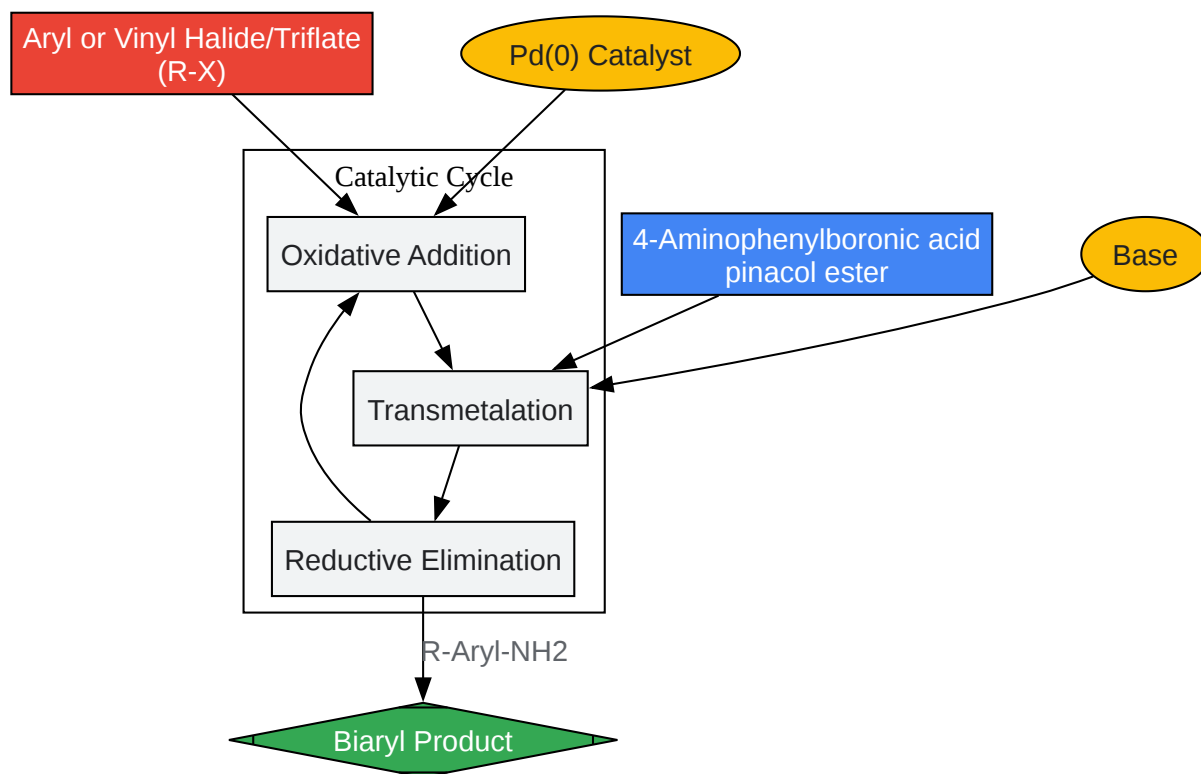 Aryl or Vinyl Halide/Triflate
(R-X)
Pd(0) Catalyst
Catalytic Cycle
Oxidative Addition
4-Aminophenylboronic acid
pinacol ester
Base
Transmetalation
Reductive Elimination
R-Aryl-NH2
Biaryl Product